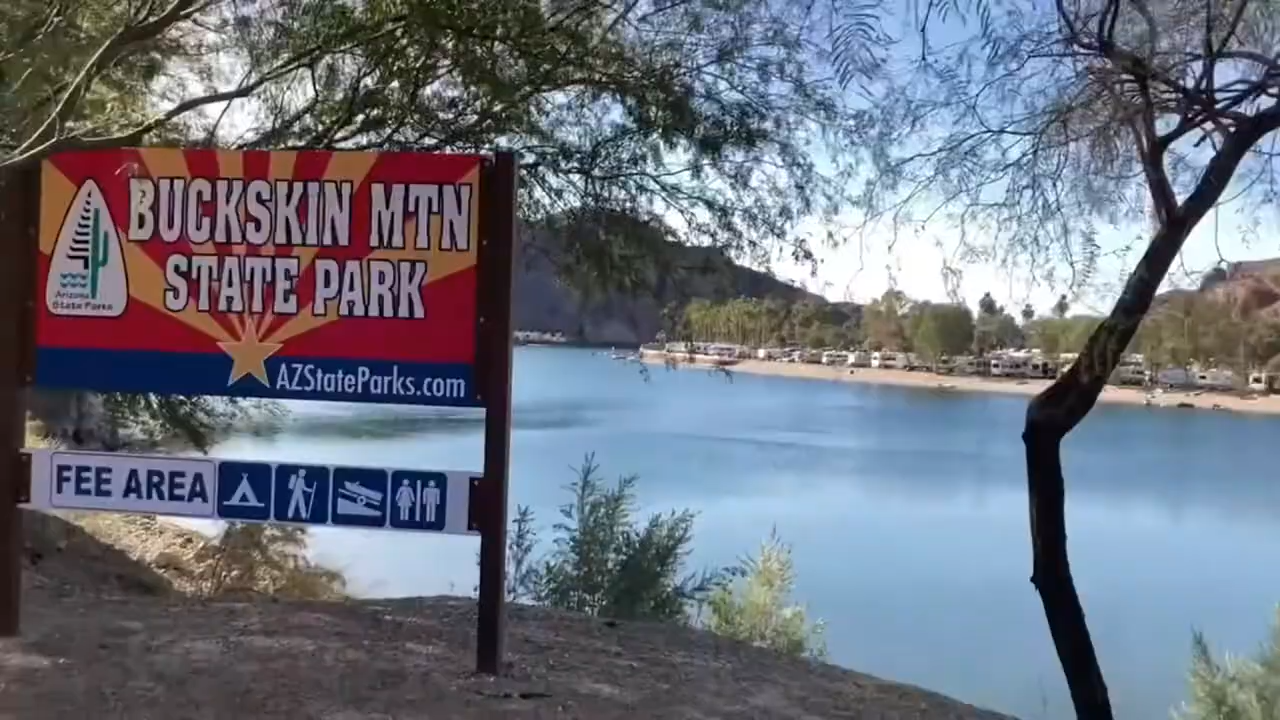 BUCKSKIN MTN
STATE PARK
Arizona
State Parks
AZStateParks.com
FEE AREA